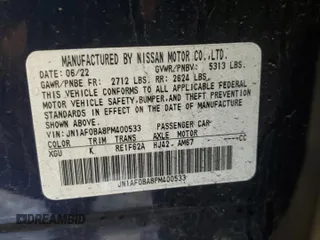 MANUFACTURED BY NISSAN MOTOR CO., LTD.
DATE: 06/22 GVWR/PNBV: 5313 LBS.
GAWR/PNBE FR: 2712 LBS. RR: 2624 LBS.
THIS VEHICLE CONFORMS TO ALL APPLICABLE FEDERAL
MOTOR VEHICLE SAFETY, BUMPER, AND THEFT PREVENTION
STANDARDS IN EFFECT ON THE DATE OF MANUFACTURE
SHOWN ABOVE.
VIN: JN1AF0BA8PM400533 PASSENGER CAR
COLOR TRIM TRANS AXLE MOTOR
XGU K RE1F62A HJ42- AM67 ----CC
JN1AF0BA8PM400533
© DREAMBID